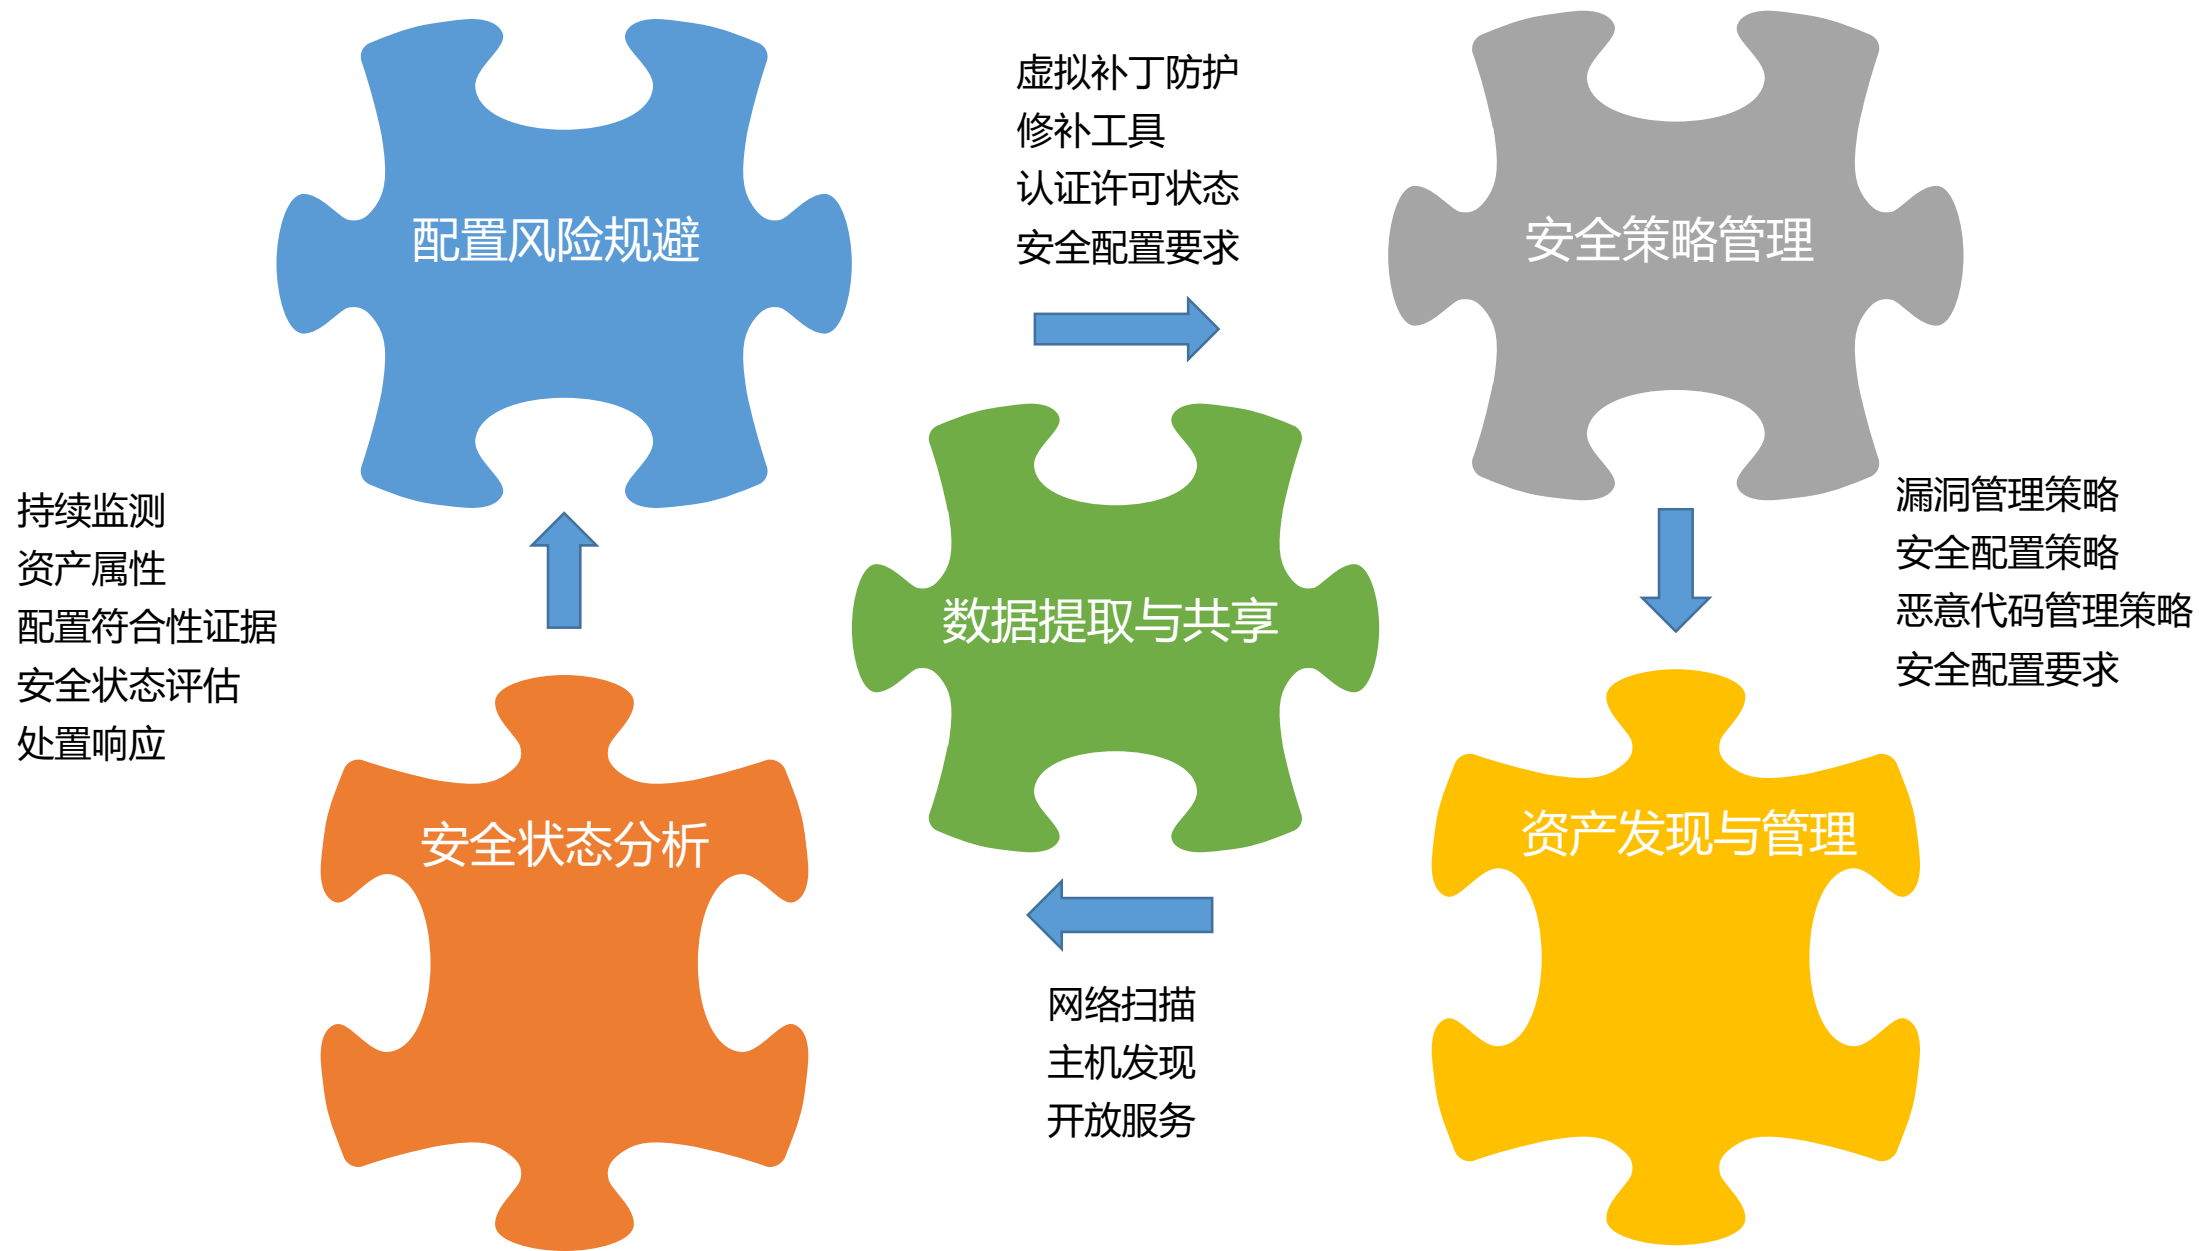 虚拟补丁防护
修补工具
认证许可状态
安全配置要求
配置风险规避
安全策略管理
持续监测
资产属性
配置符合性证据
安全状态评估
处置响应
数据提取与共享
漏洞管理策略
安全配置策略
恶意代码管理策略
安全配置要求
安全状态分析
资产发现与管理
网络扫描
主机发现
开放服务